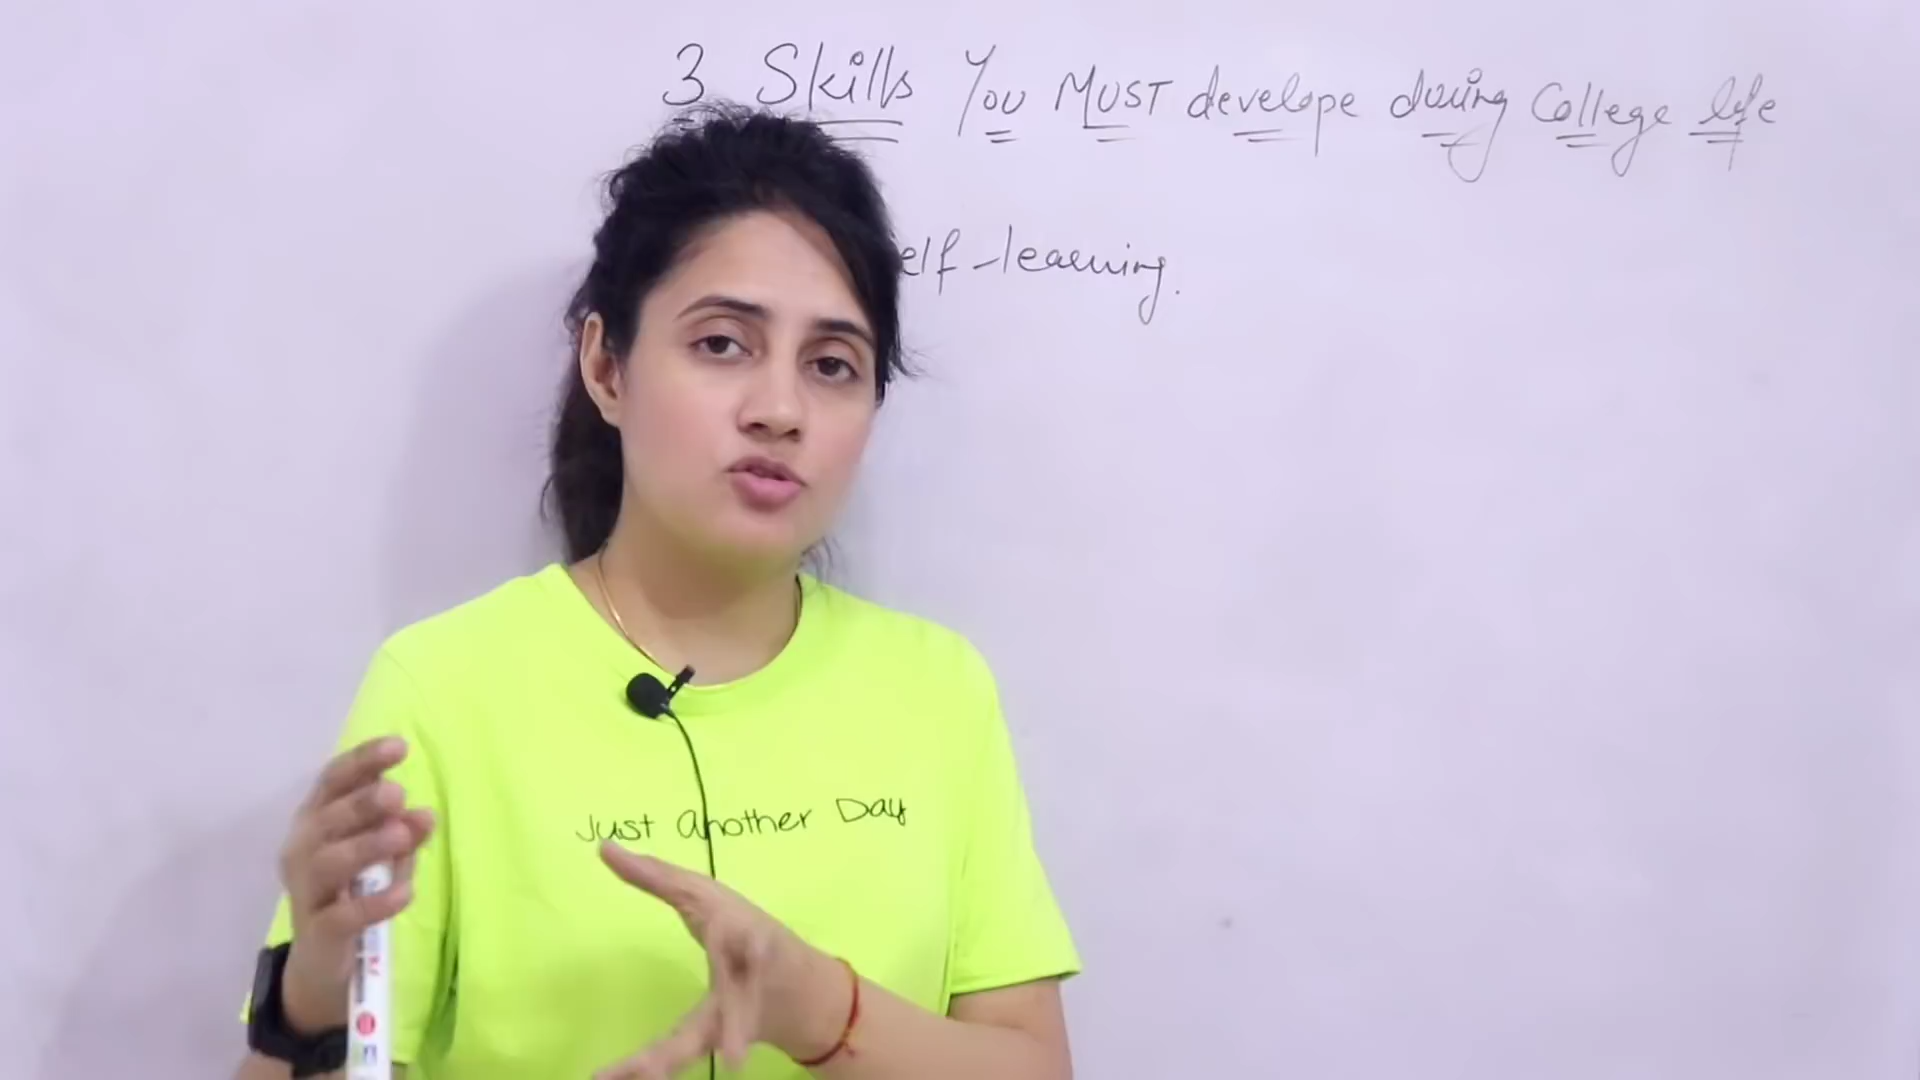 3 Skills You MUST develope during College life
elf-learning.
Just Another Day